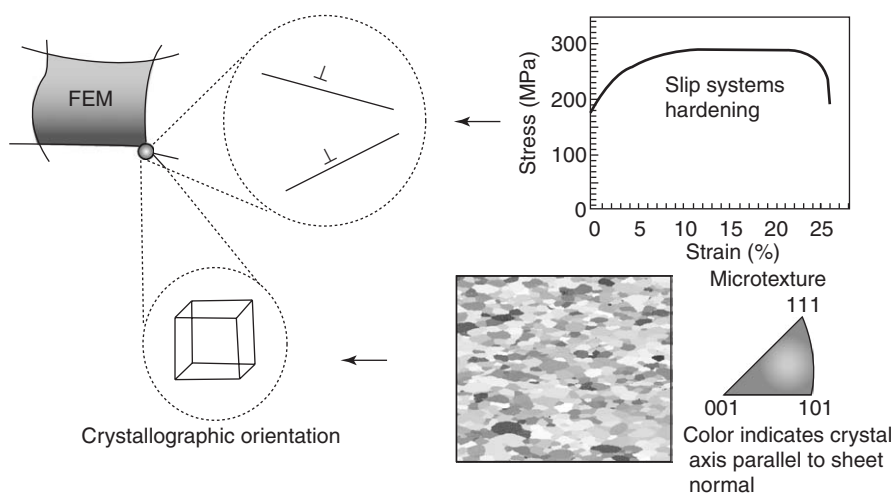 FEM
Stress (MPa)
300
200
100
0
Slip systems
hardening
0 5 10 15 20 25
Strain (%)
Crystallographic orientation
Microtexture
111
001 101
Color indicates crystal
axis parallel to sheet
normal